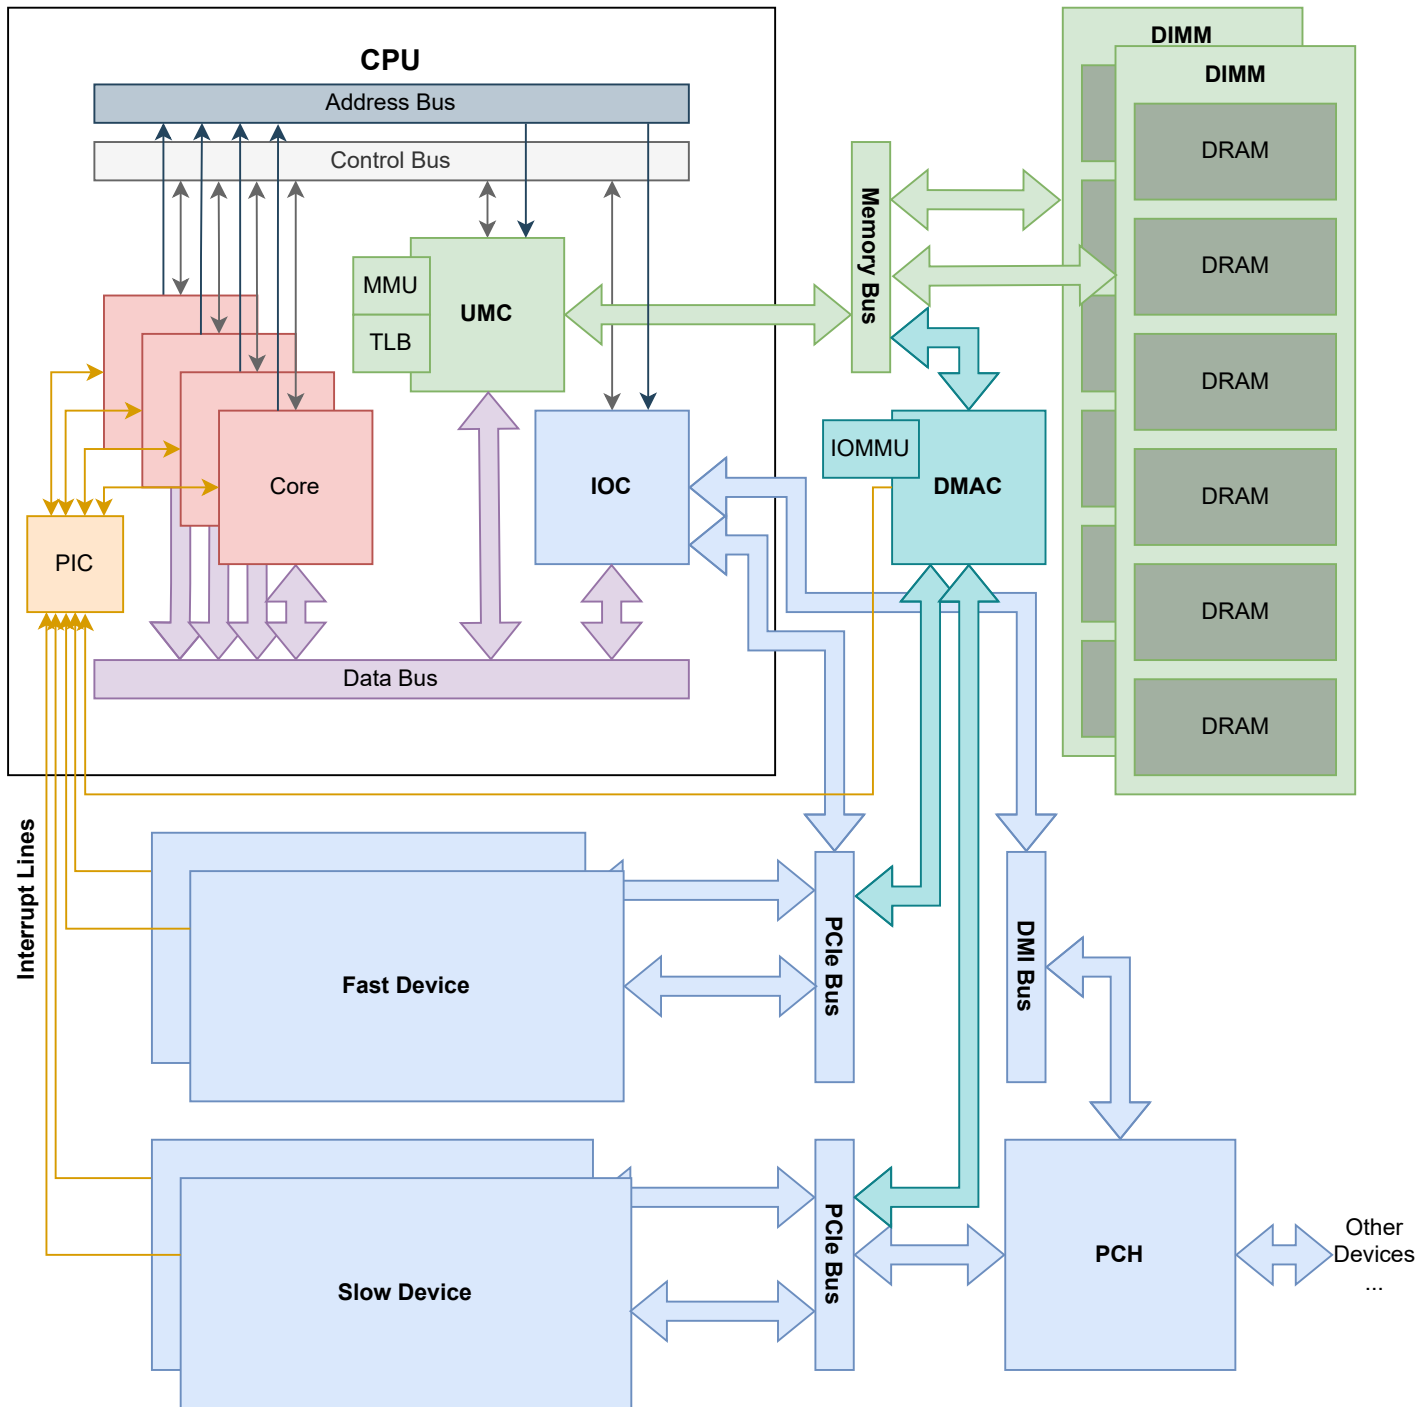 CPU
Address Bus
Control Bus
MMU
TLB
UMC
Core
IOC
PIC
Data Bus
Memory Bus
IOMMU
DMAC
DIMM
DIMM
DRAM
DRAM
DRAM
DRAM
DRAM
DRAM
Interrupt Lines
Fast Device
PCIe Bus
DMI Bus
Slow Device
PCIe Bus
PCH
Other
Devices
...